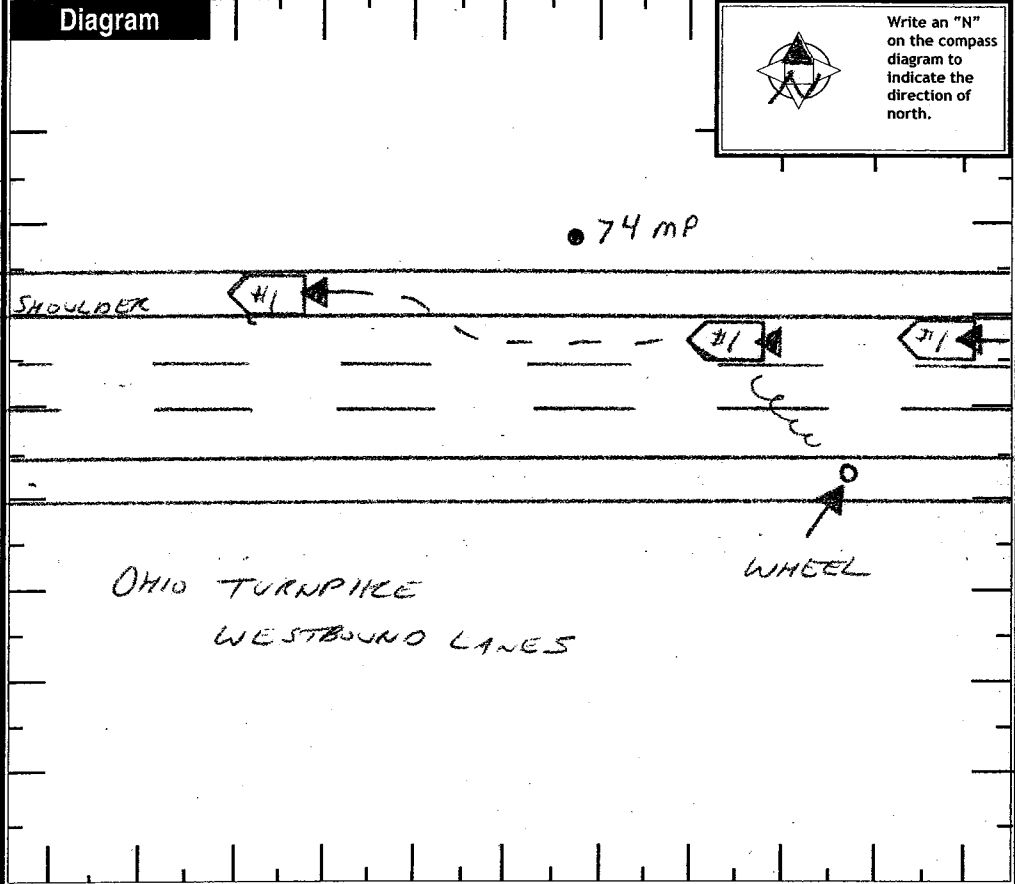 Diagram
Write an "N"
on the compass
diagram to
indicate the
direction of
north.
N
74 MP
SHOULDER
#1
#1
#1
WHEEL
OHIO TURNPIKE
WESTBOUND LANES